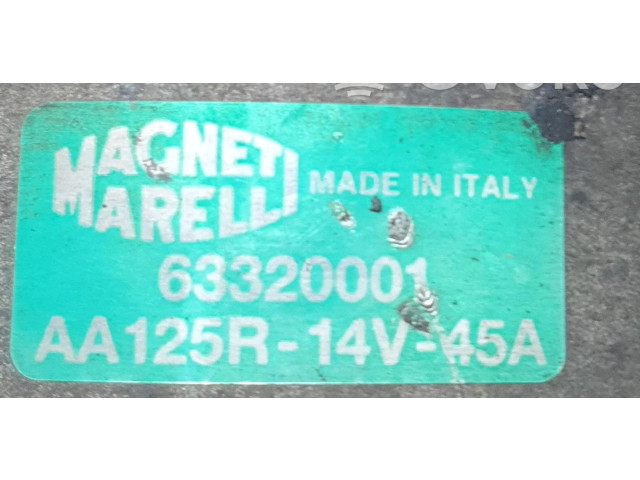 MAGNETI
MARELLI
MADE IN ITALY
63320001
AA125R-14V-45A